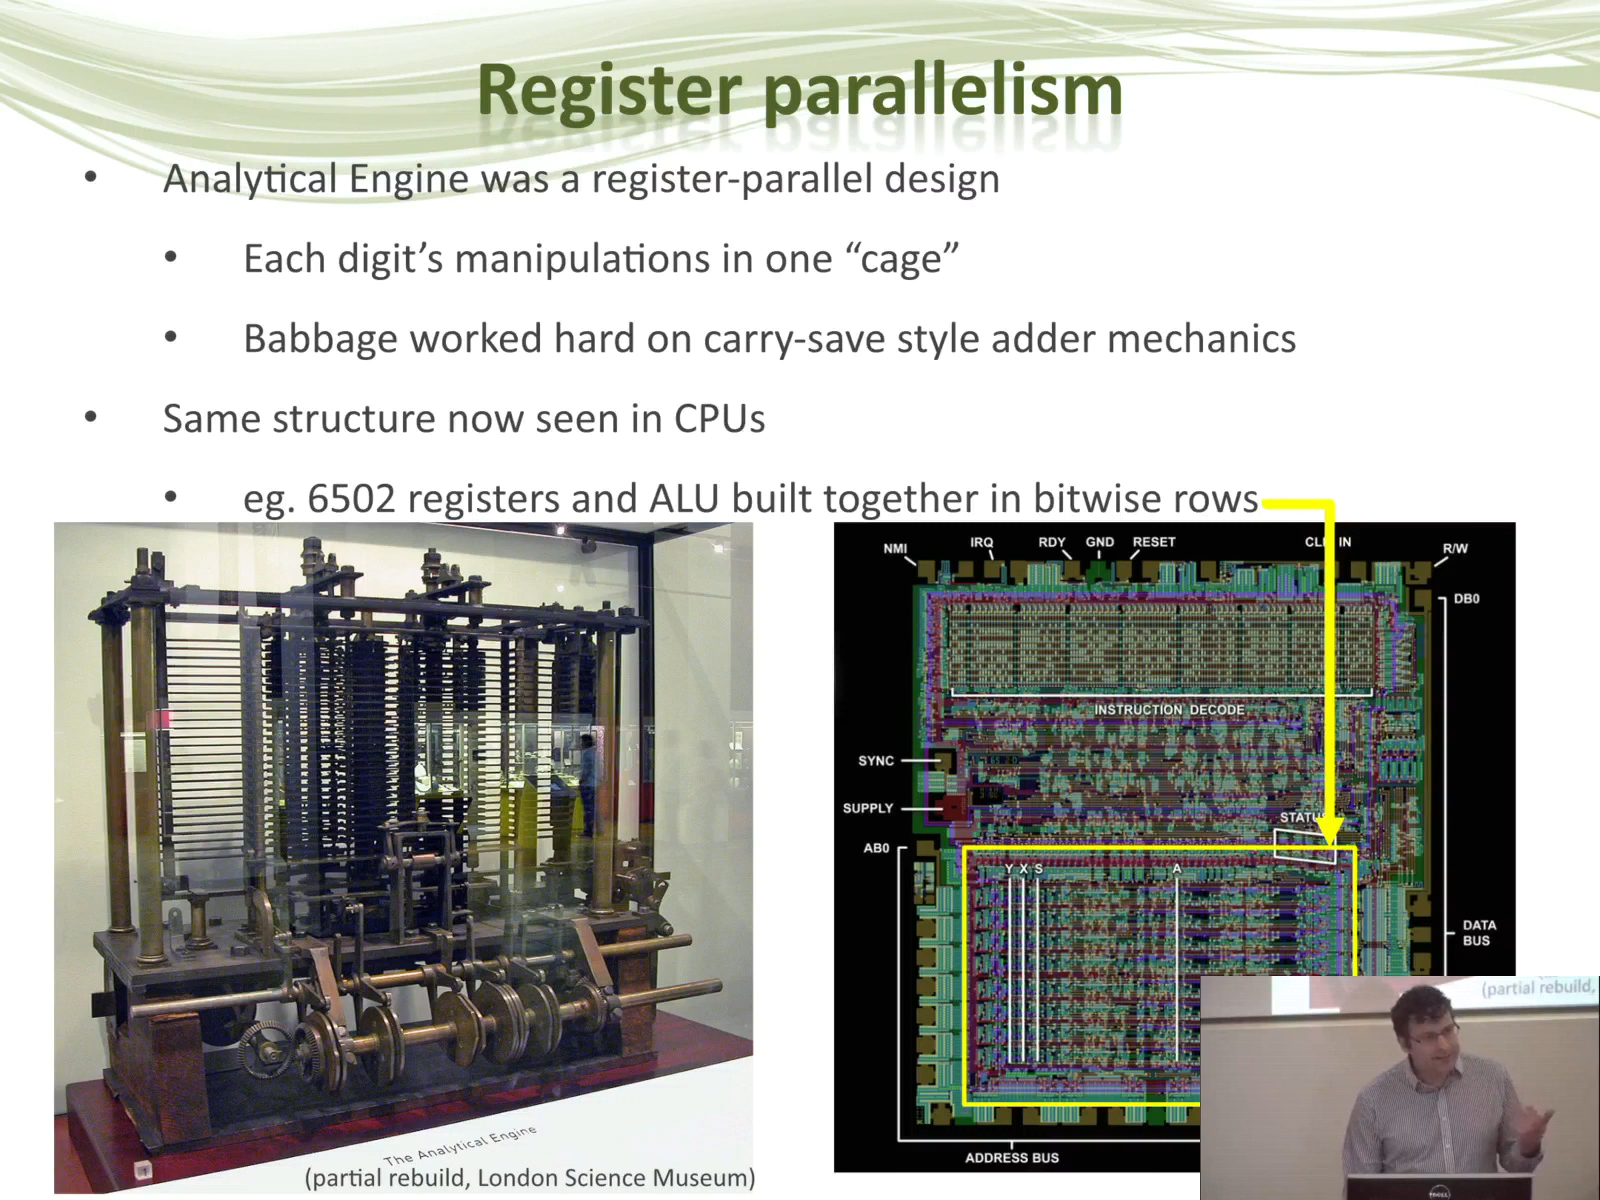 Register parallelism
• Analytical Engine was a register-parallel design
• Each digit’s manipulations in one “cage”
• Babbage worked hard on carry-save style adder mechanics
• Same structure now seen in CPUs
• eg. 6502 registers and ALU built together in bitwise rows
The Analytical Engine
(partial rebuild, London Science Museum)
NMI IRQ RDY GND RESET CLK IN R/W
DB0
INSTRUCTION DECODE
SYNC
SUPPLY
STATUS
AB0
Y X S A
DATA
BUS
ADDRESS BUS
(partial rebuild,
DELL